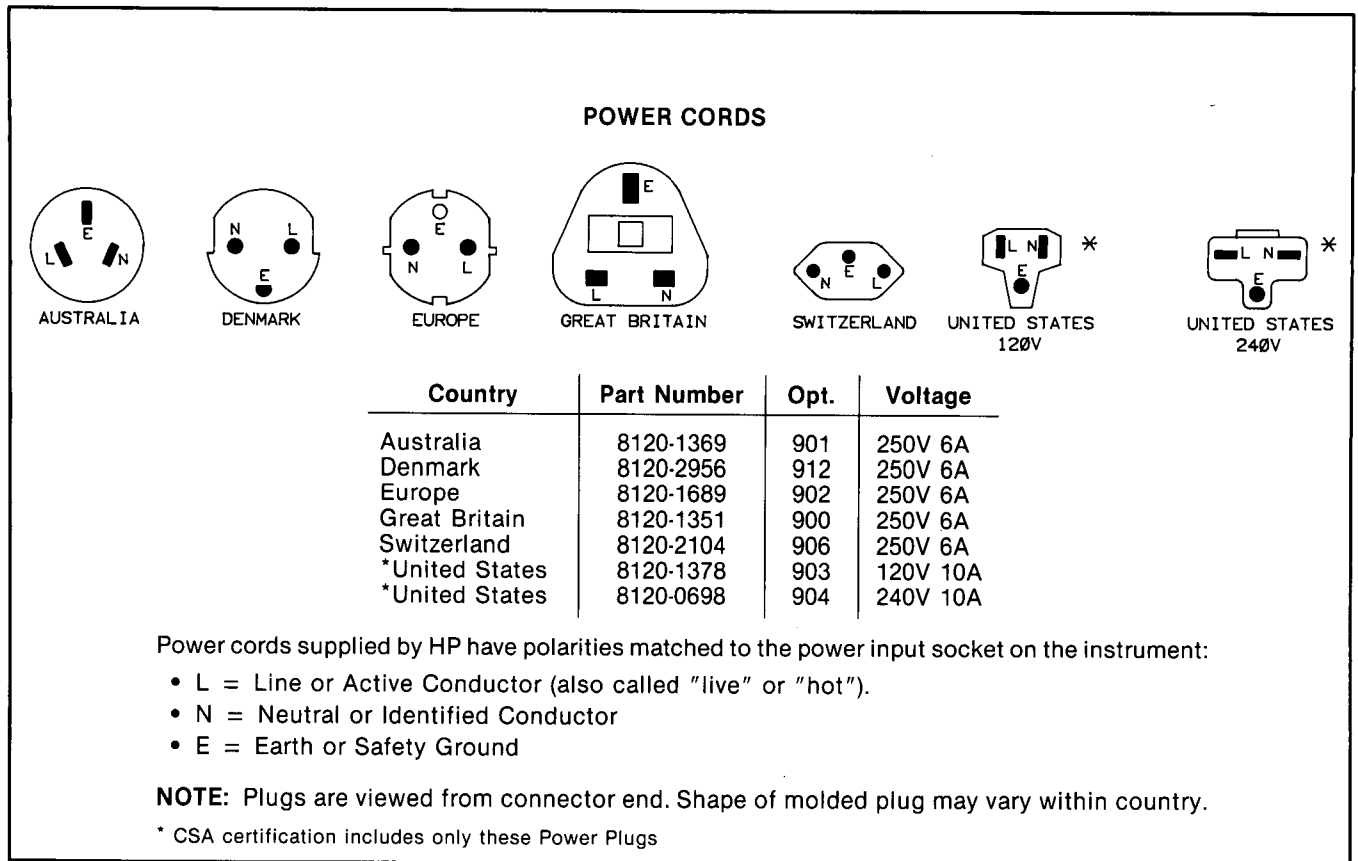 POWER CORDS
E
L N
AUSTRALIA
N L
E
DENMARK
E
N L
EUROPE
E
L N
GREAT BRITAIN
N E L
SWITZERLAND
L N *
E
UNITED STATES
120V
L N *
E
UNITED STATES
240V
Country Part Number Opt. Voltage
Australia 8120-1369 901 250V 6A
Denmark 8120-2956 912 250V 6A
Europe 8120-1689 902 250V 6A
Great Britain 8120-1351 900 250V 6A
Switzerland 8120-2104 906 250V 6A
*United States 8120-1378 903 120V 10A
*United States 8120-0698 904 240V 10A
Power cords supplied by HP have polarities matched to the power input socket on the instrument:
• L = Line or Active Conductor (also called "live" or "hot").
• N = Neutral or Identified Conductor
• E = Earth or Safety Ground
NOTE: Plugs are viewed from connector end. Shape of molded plug may vary within country.
* CSA certification includes only these Power Plugs